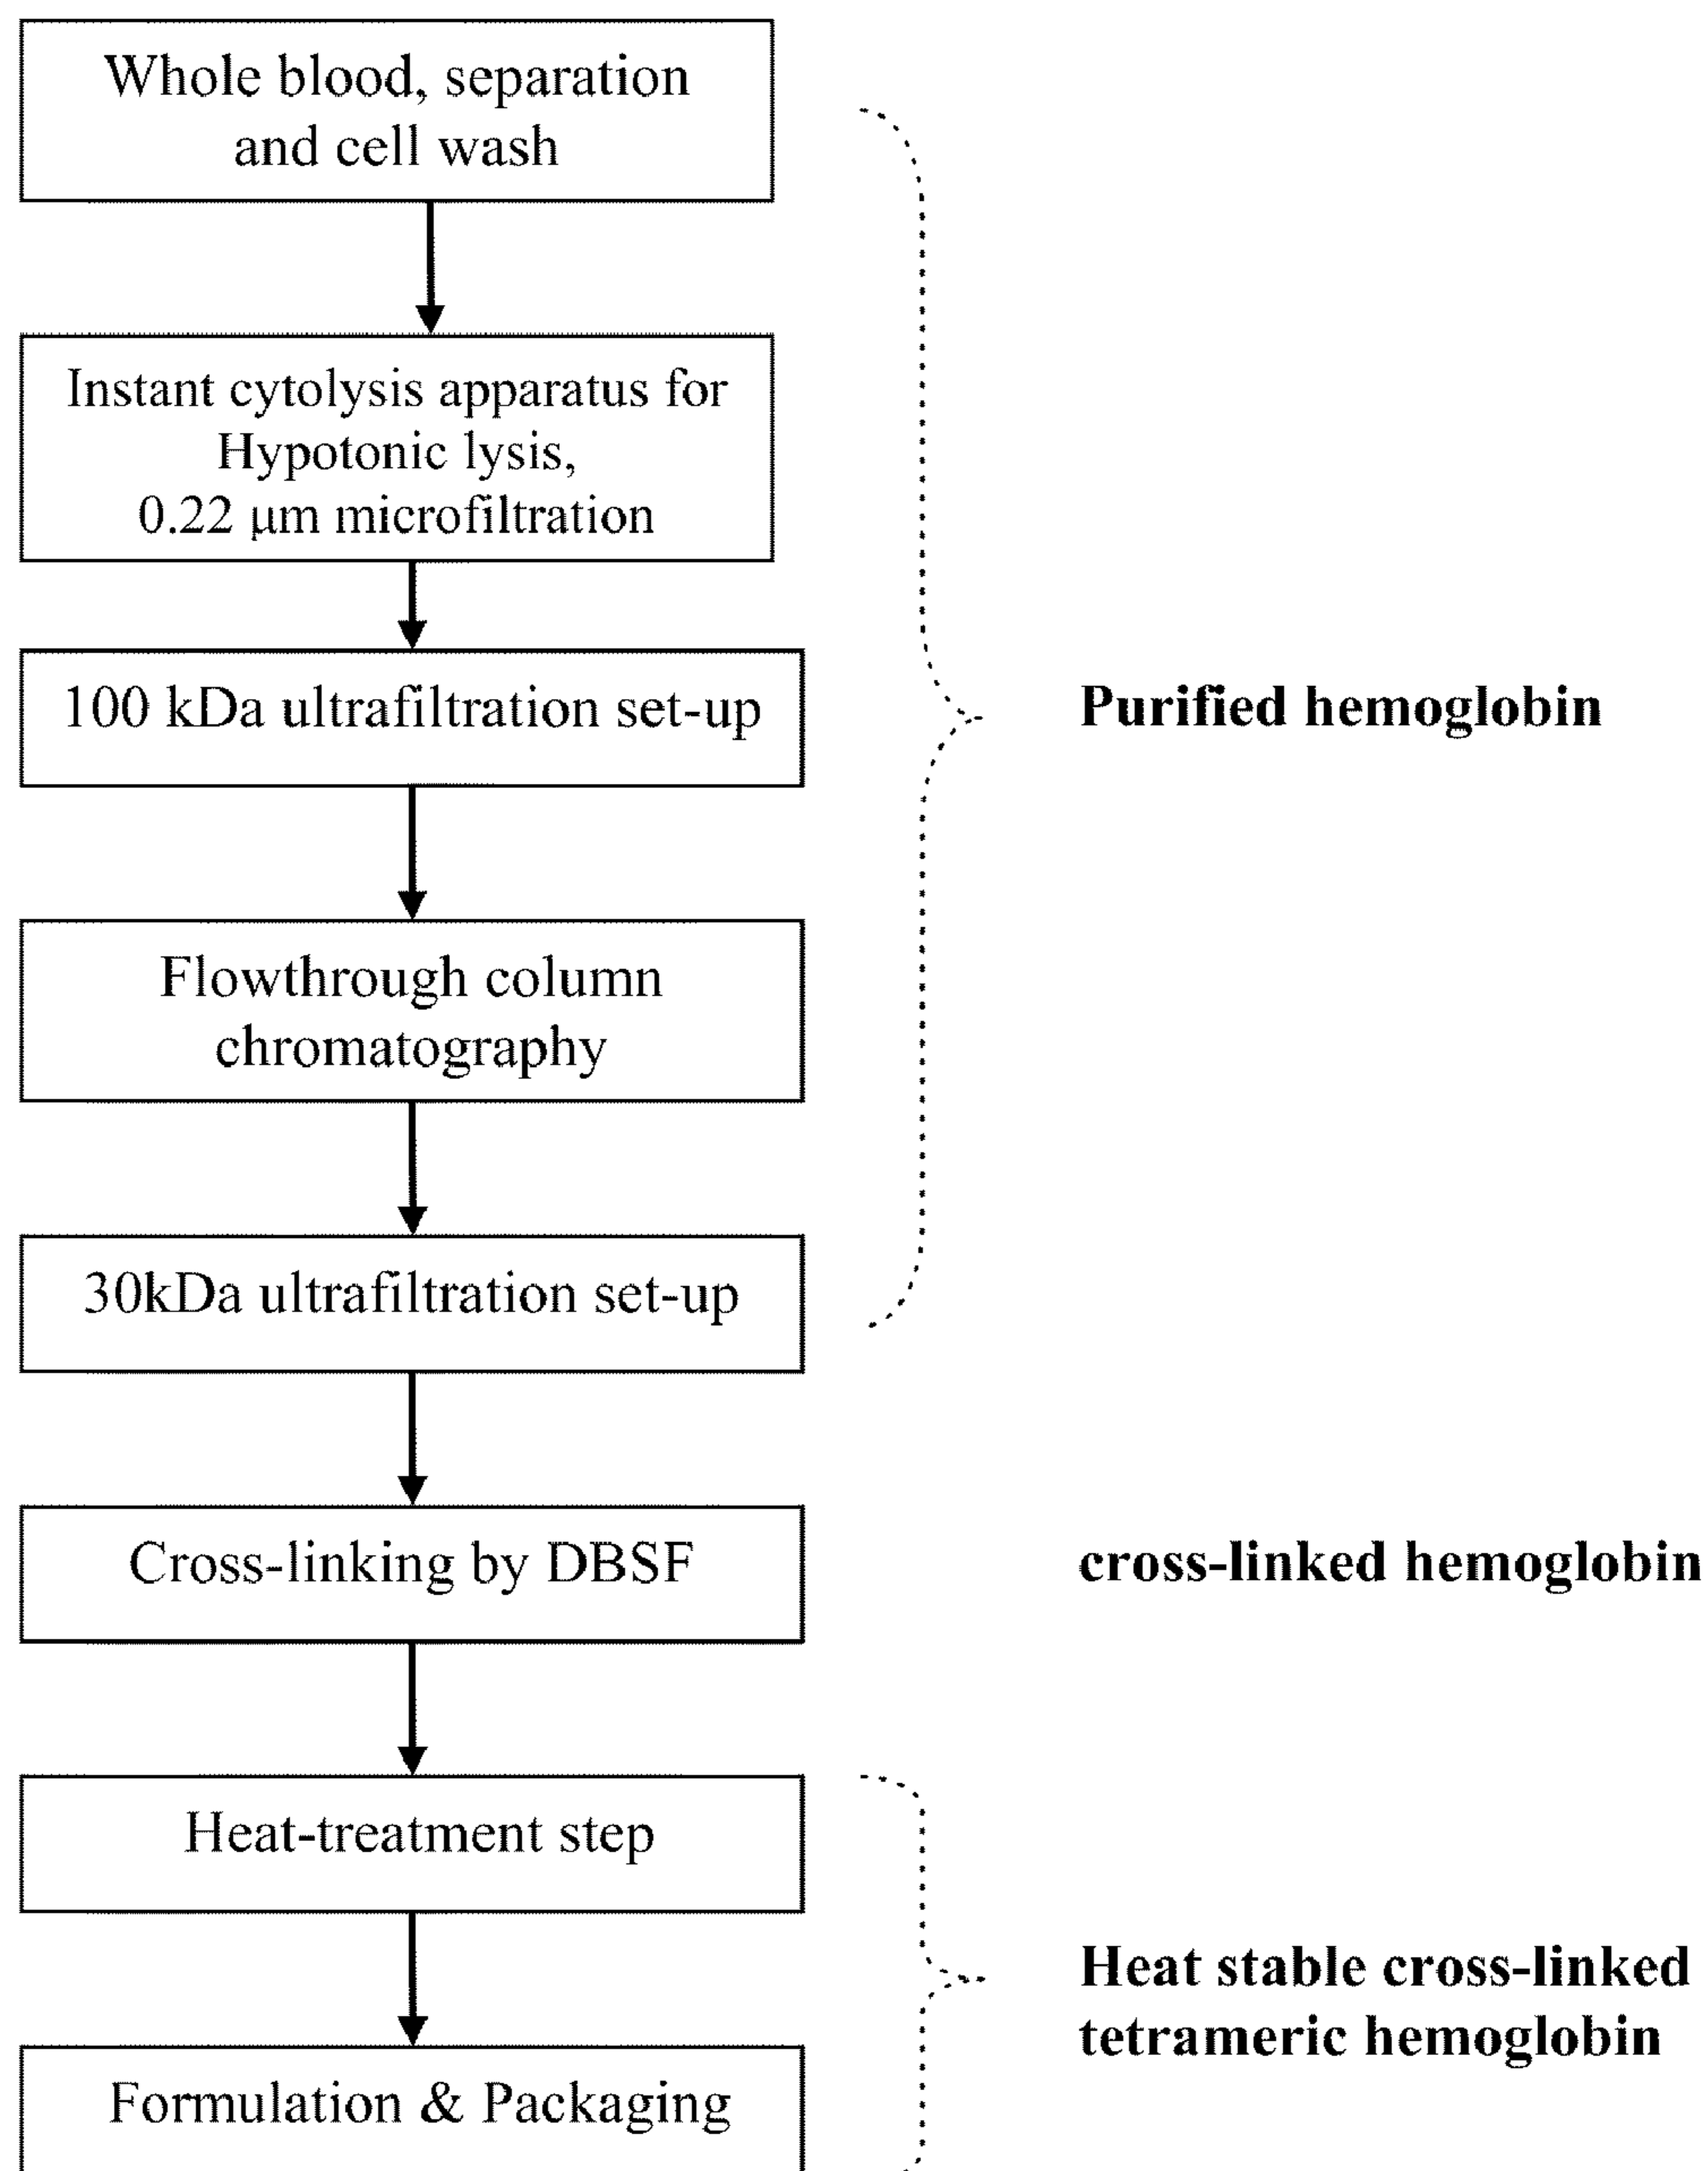 Whole blood, separation
and cell wash
Instant cytolysis apparatus for
Hypotonic lysis,
0.22 μm microfiltration
100 kDa ultrafiltration set-up
Purified hemoglobin
Flowthrough column
chromatography
30kDa ultrafiltration set-up
Cross-linking by DBSF
cross-linked hemoglobin
Heat-treatment step
Heat stable cross-linked
tetrameric hemoglobin
Formulation & Packaging